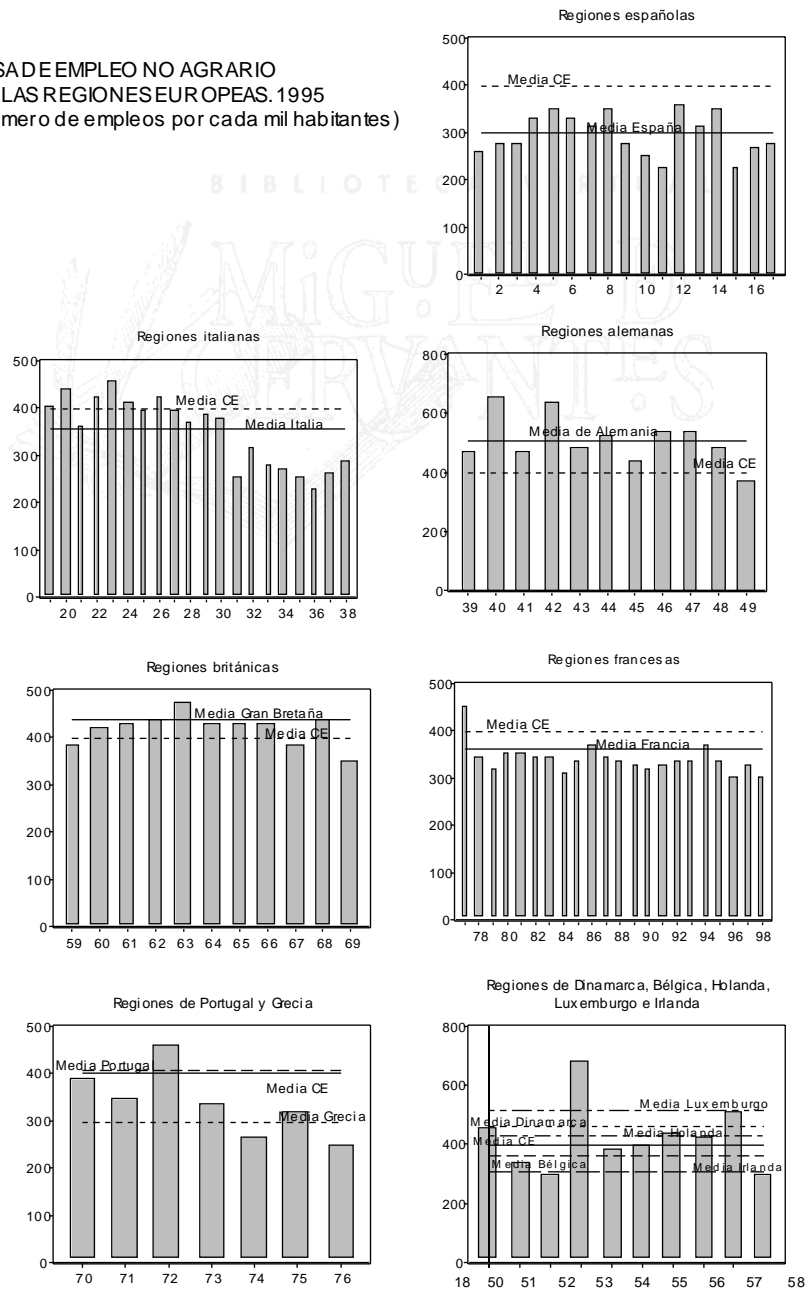 SA DE EMPLEO NO AGRARIO
LAS REGIONES EUROPEAS. 1995
mero de empleos por cada mil habitantes)
Regiones españolas
500
400
300
200
100
0
Media CE
Media España
2 4 6 8 10 12 14 16
BIBLIOTECA VIRTUAL
MiGUEL D
CERVANTES
Regiones italianas
500
400
300
200
100
0
Media CE
Media Italia
20 22 24 26 28 30 32 34 36 38
Regiones alemanas
800
600
400
200
0
Media de Alemania
Media CE
39 40 41 42 43 44 45 46 47 48 49
Regiones británicas
500
400
300
200
100
0
Media Gran Bretaña
Media CE
59 60 61 62 63 64 65 66 67 68 69
Regiones francesas
500
400
300
200
100
0
Media CE
Media Francia
78 80 82 84 86 88 90 92 94 96 98
Regiones de Portugal y Grecia
500
400
300
200
100
0
Media Portugal
Media CE
Media Grecia
70 71 72 73 74 75 76
Regiones de Dinamarca, Bélgica, Holanda,
Luxemburgo e Irlanda
800
600
400
200
0
Media Luxemburgo
Media Dinamarca
Media Holanda
Media CE
Media Bélgica
Media Irlanda
18 50 51 52 53 54 55 56 57 58